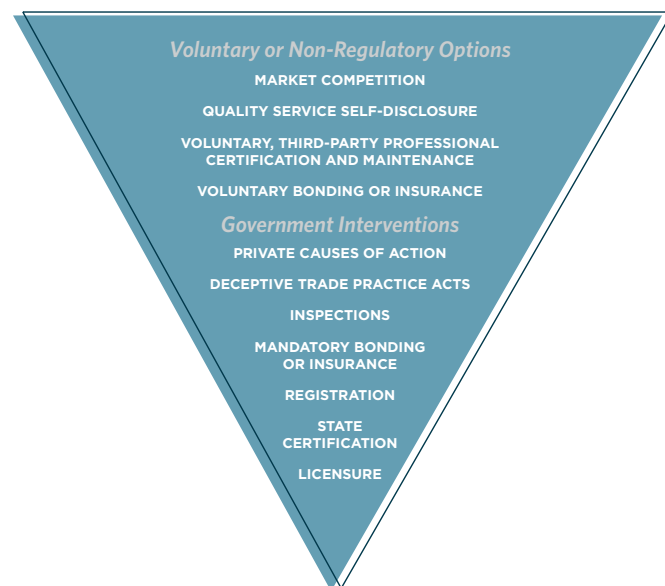 Voluntary or Non-Regulatory Options
MARKET COMPETITION
QUALITY SERVICE SELF-DISCLOSURE
VOLUNTARY, THIRD-PARTY PROFESSIONAL
CERTIFICATION AND MAINTENANCE
VOLUNTARY BONDING OR INSURANCE
Government Interventions
PRIVATE CAUSES OF ACTION
DECEPTIVE TRADE PRACTICE ACTS
INSPECTIONS
MANDATORY BONDING
OR INSURANCE
REGISTRATION
STATE
CERTIFICATION
LICENSURE